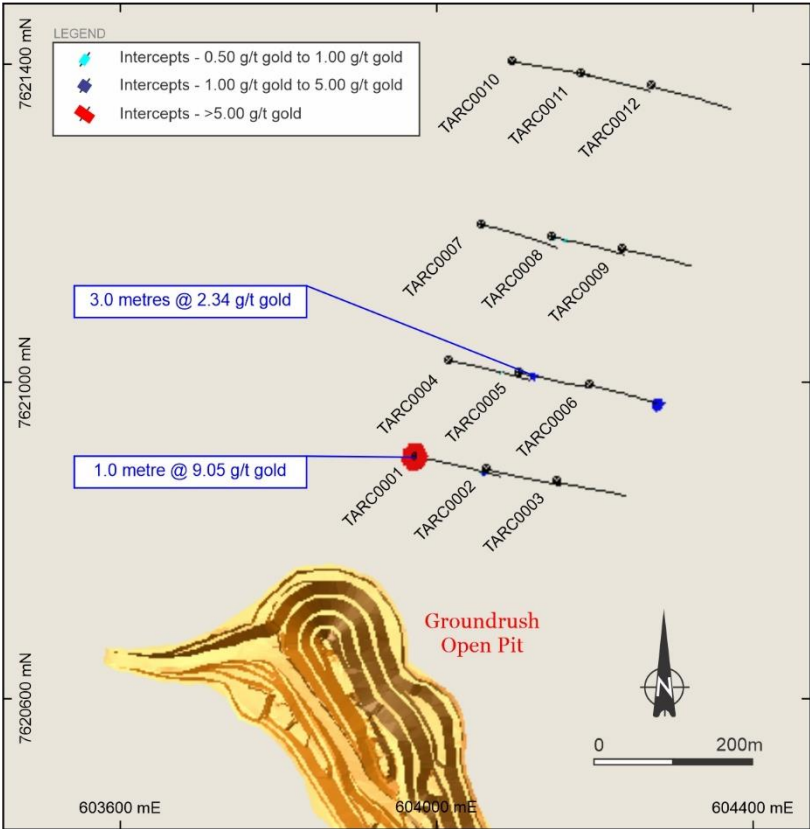 LEGEND
Intercepts - 0.50 g/t gold to 1.00 g/t gold
Intercepts - 1.00 g/t gold to 5.00 g/t gold
Intercepts - >5.00 g/t gold
7621400 mN
TARC0010
TARC0011
TARC0012
TARC0007
TARC0008
TARC0009
3.0 metres @ 2.34 g/t gold
7621000 mN
TARC0004
TARC0005
TARC0006
1.0 metre @ 9.05 g/t gold
TARC0001
TARC0002
TARC0003
Groundrush
Open Pit
7620600 mN
N
0 200m
603600 mE 604000 mE 604400 mE